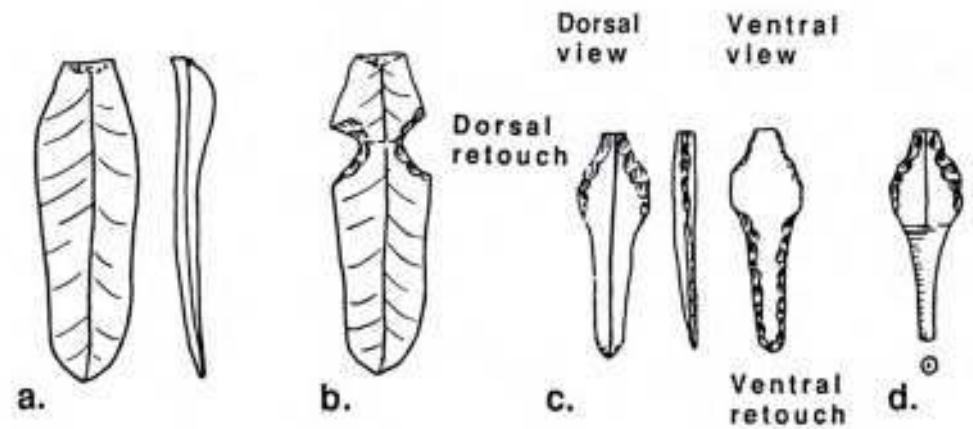 Dorsal
view
Ventral
view
Dorsal
retouch
a.
b.
c.
Ventral
retouch
d.